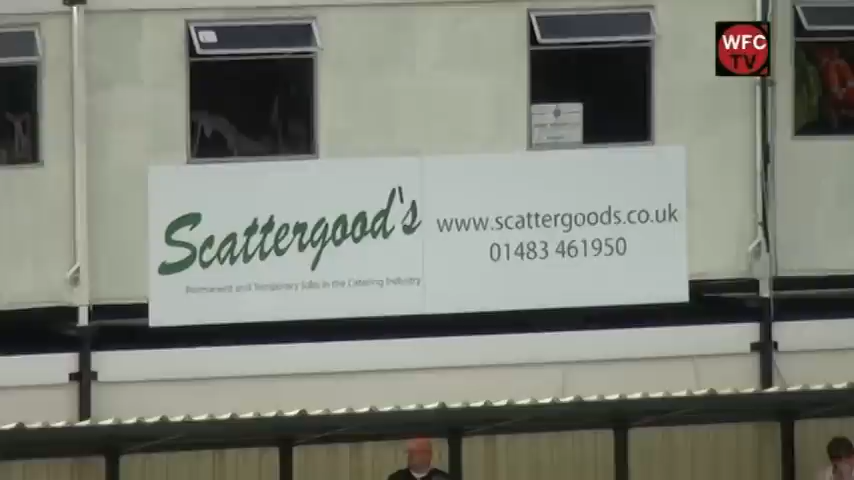 WFC
TV
Scattergood's
Permanent and Temporary Jobs in the Catering Industry
www.scattergoods.co.uk
01483 461950